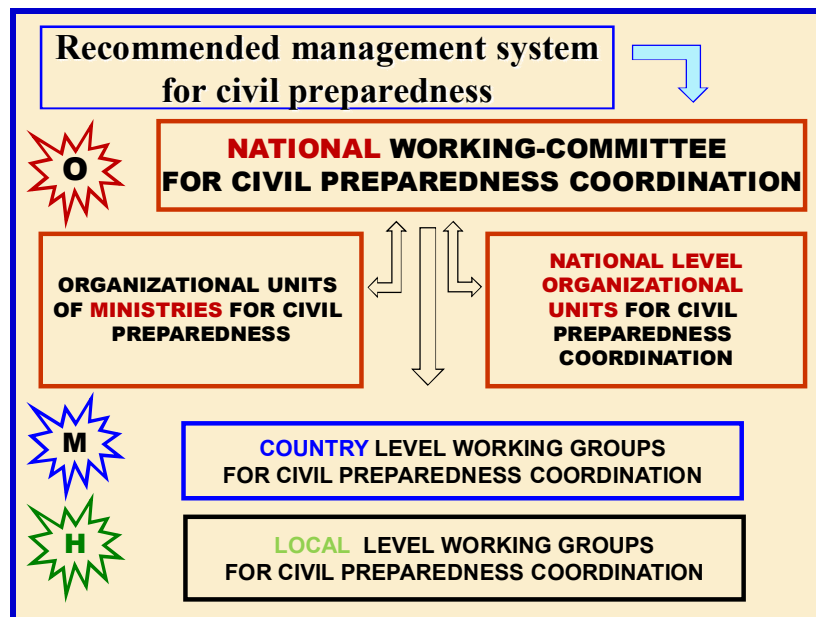 Recommended management system
for civil preparedness
O
NATIONAL WORKING-COMMITTEE
FOR CIVIL PREPAREDNESS COORDINATION
ORGANIZATIONAL UNITS
OF MINISTRIES FOR CIVIL
PREPAREDNESS
NATIONAL LEVEL
ORGANIZATIONAL
UNITS FOR CIVIL
PREPAREDNESS
COORDINATION
M
COUNTRY LEVEL WORKING GROUPS
FOR CIVIL PREPAREDNESS COORDINATION
H
LOCAL LEVEL WORKING GROUPS
FOR CIVIL PREPAREDNESS COORDINATION